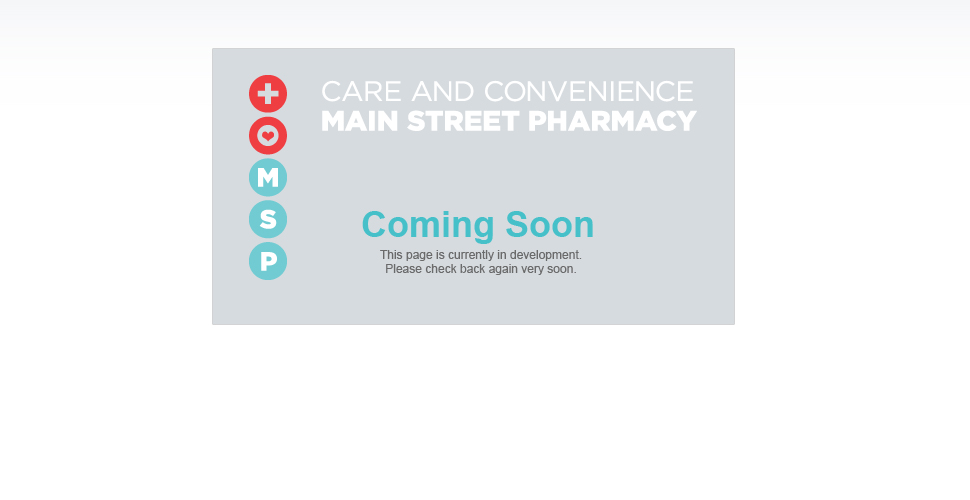 CARE AND CONVENIENCE
MAIN STREET PHARMACY
M
S
P
Coming Soon
This page is currently in development.
Please check back again very soon.